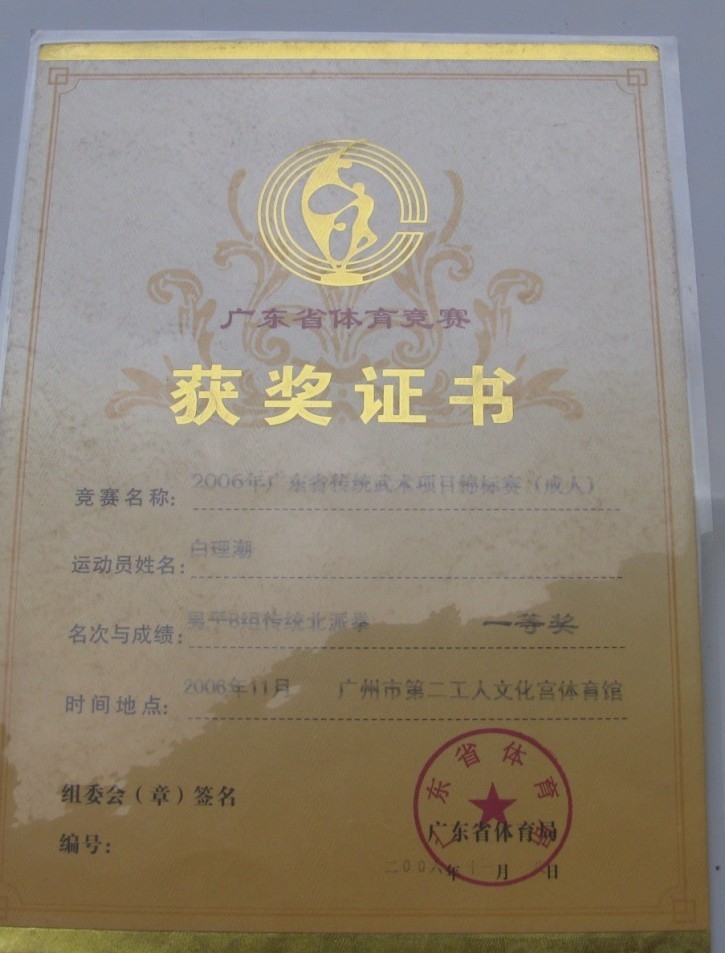 广东省体育竞赛
获奖证书
竞赛名称: 2006年广东省传统武术项目锦标赛（成人）
运动员姓名: 白理潮
名次与成绩: 男子B组传统北派拳 一等奖
时间地点: 2006年11月 广州市第二工人文化宫体育馆
组委会（章）签名
编号:
广东省体育局
广东省体育局
二00六年十一月 日